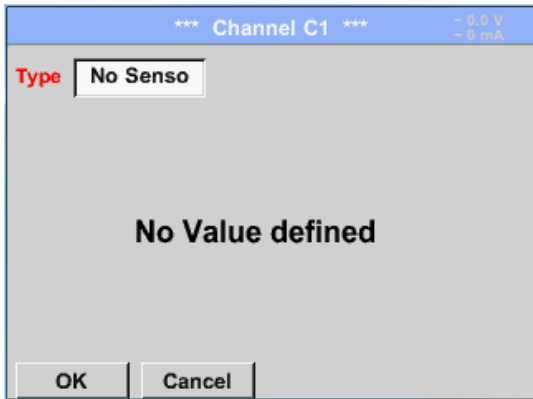 *** Channel C1 *** ~ 0.0 V
~ 0 mA
Type No Senso
No Value defined
OK Cancel